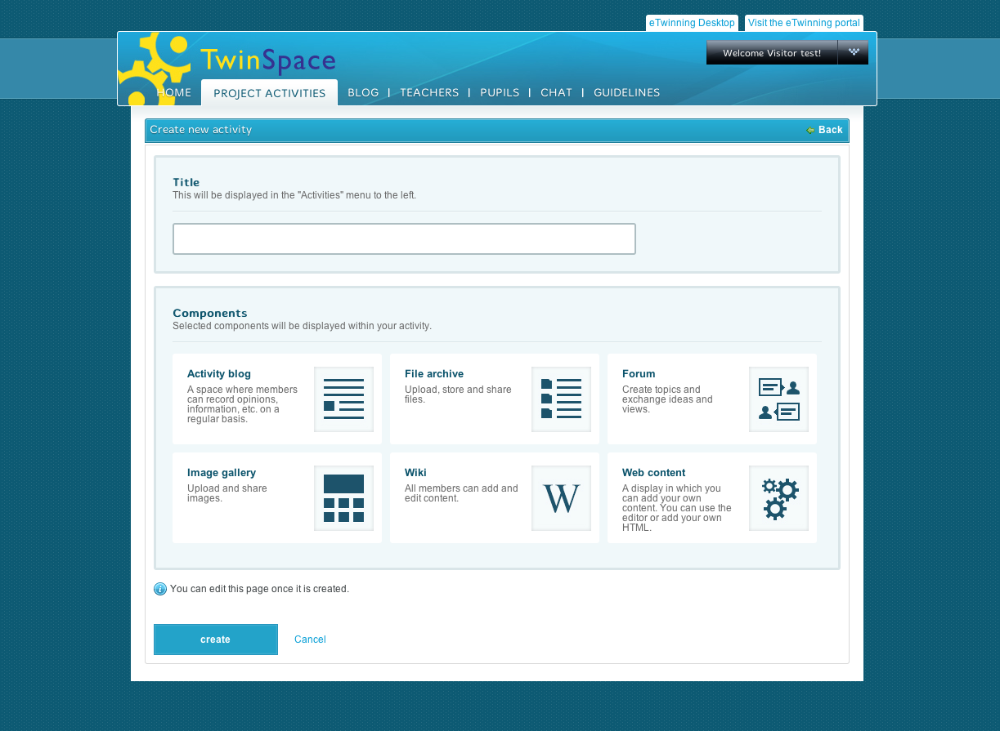 eTwinning Desktop
Visit the eTwinning portal
TwinSpace
Welcome Visitor test!
HOME
PROJECT ACTIVITIES
BLOG
TEACHERS
PUPILS
CHAT
GUIDELINES
Create new activity
Back
Title
This will be displayed in the "Activities" menu to the left.
Components
Selected components will be displayed within your activity.
Activity blog
A space where members
can record opinions,
information, etc. on a
regular basis.
File archive
Upload, store and share
files.
Forum
Create topics and
exchange ideas and
views.
Image gallery
Upload and share
images.
Wiki
All members can add and
edit content.
W
Web content
A display in which you
can add your own
content. You can use the
editor or add your own
HTML.
You can edit this page once it is created.
create
Cancel